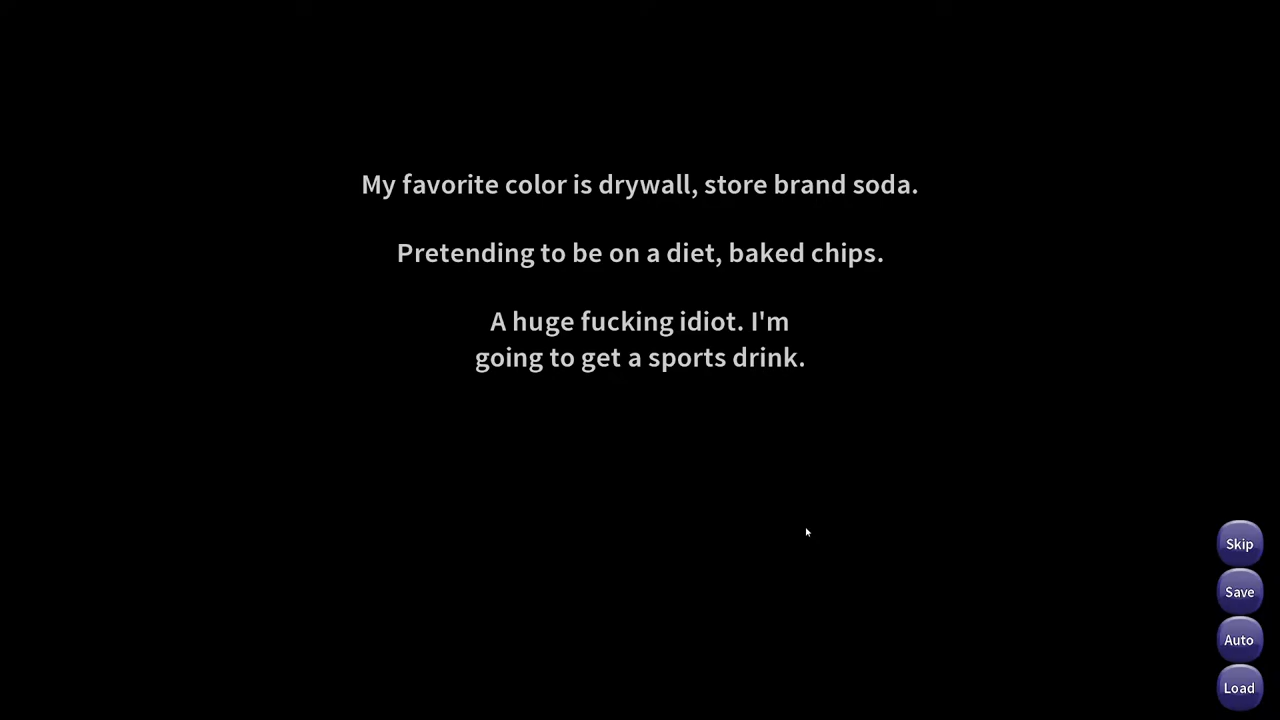 My favorite color is drywall, store brand soda.
Pretending to be on a diet, baked chips.
A huge fucking idiot. I'm
going to get a sports drink.
Skip
Save
Auto
Load